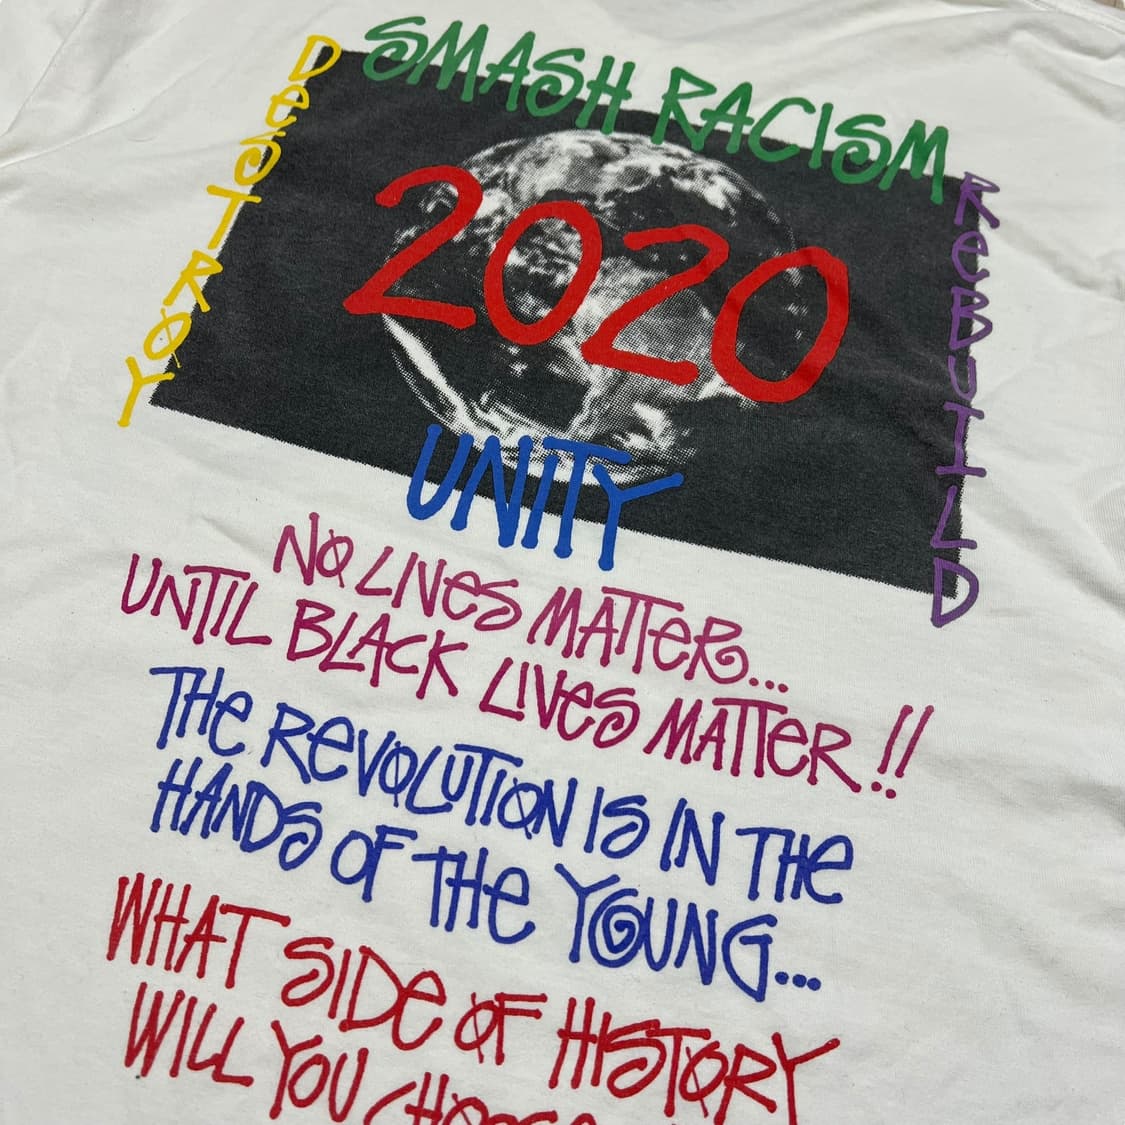 SMASH RACISM
DeSTROY
2020
ReBUILD
UNITY
NO LIVeS MATTeR...
UNTIL BLACK LIVeS MATTeR!!
THe ReVOLUTION IS IN THe
HANDS OF THe YOUNG...
WHAT SIDe OF HISTORY
WILL YOU CHOOSe